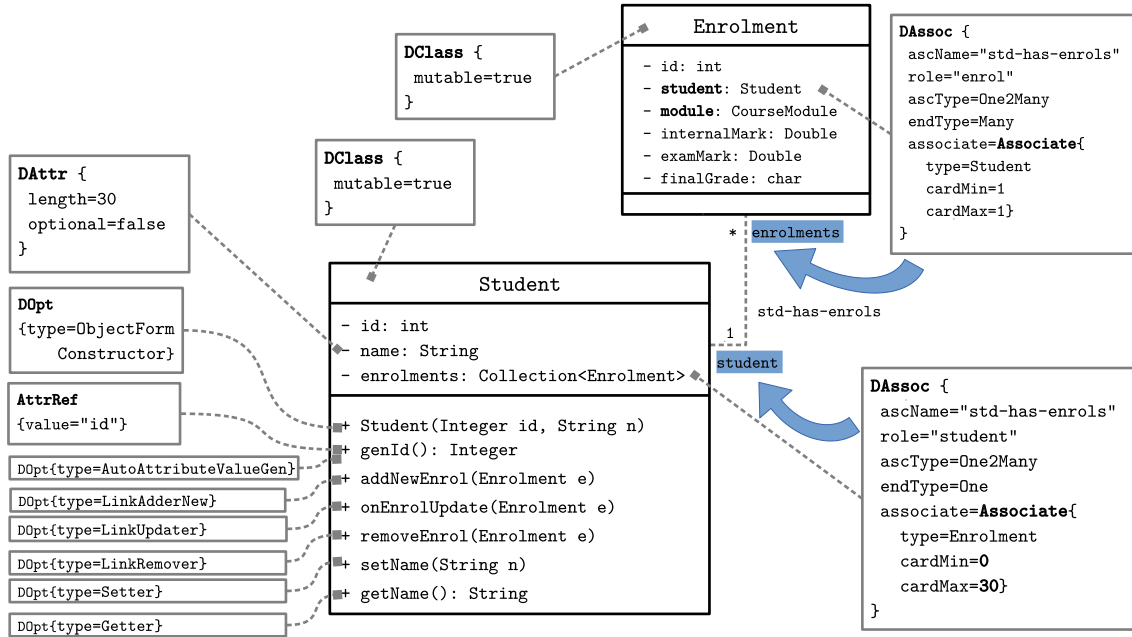 DClass {
mutable=true
}
Enrolment
- id: int
- student: Student
- module: CourseModule
- internalMark: Double
- examMark: Double
- finalGrade: char
DAssoc {
ascName="std-has-enrols"
role="enrol"
ascType=One2Many
endType=Many
associate=Associate{
type=Student
cardMin=1
cardMax=1}
}
DAttr {
length=30
optional=false
}
DClass {
mutable=true
}
* enrolments
std-has-enrols
1
student
Student
- id: int
- name: String
- enrolments: Collection<Enrolment>
+ Student(Integer id, String n)
+ genId(): Integer
+ addNewEnrol(Enrolment e)
+ onEnrolUpdate(Enrolment e)
+ removeEnrol(Enrolment e)
+ setName(String n)
+ getName(): String
DOpt
{type=ObjectForm
Constructor}
AttrRef
{value="id"}
DOpt{type=AutoAttributeValueGen}
DOpt{type=LinkAdderNew}
DOpt{type=LinkUpdater}
DOpt{type=LinkRemover}
DOpt{type=Setter}
DOpt{type=Getter}
DAssoc {
ascName="std-has-enrols"
role="student"
ascType=One2Many
endType=One
associate=Associate{
type=Enrolment
cardMin=0
cardMax=30}
}